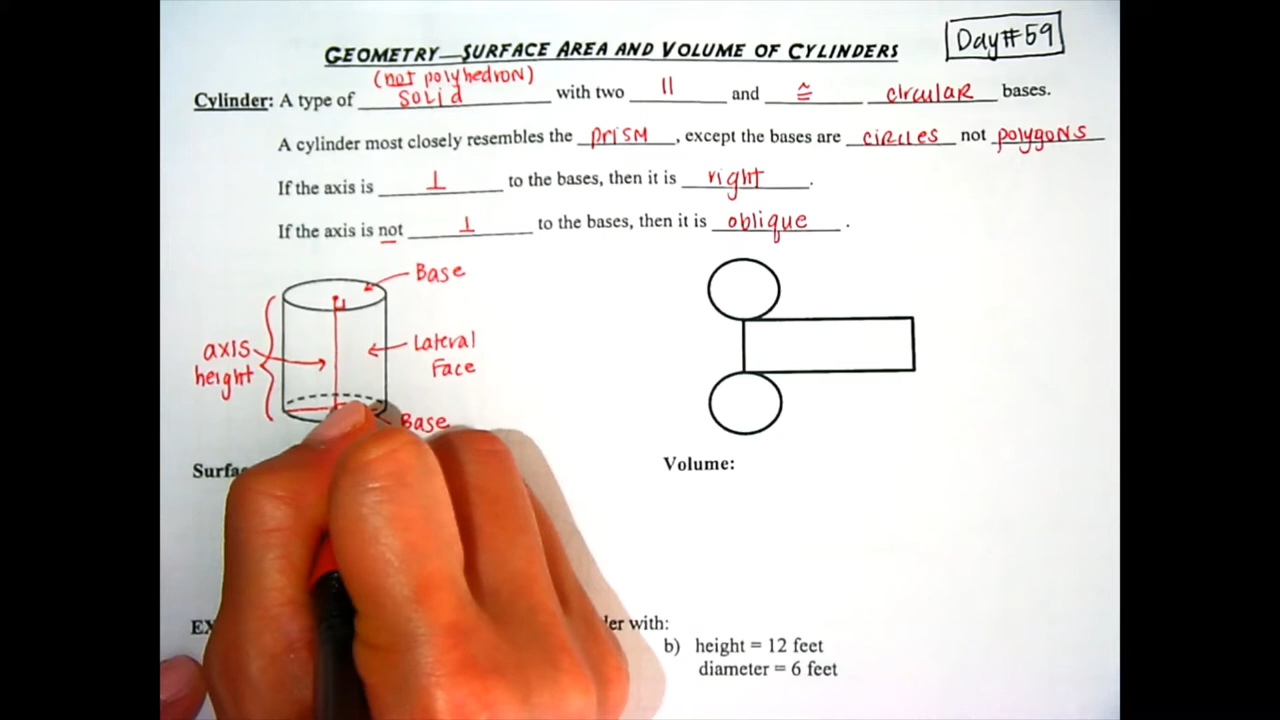 GEOMETRY—SURFACE AREA AND VOLUME OF CYLINDERS
Day#59
(not polyhedron)
Cylinder: A type of solid with two || and ≅ circular bases.
A cylinder most closely resembles the prism, except the bases are circles not polygons
If the axis is ⊥ to the bases, then it is right.
If the axis is not ⊥ to the bases, then it is oblique.
Base
axis
height
Lateral
Face
Base
Volume:
with:
b) height = 12 feet
diameter = 6 feet